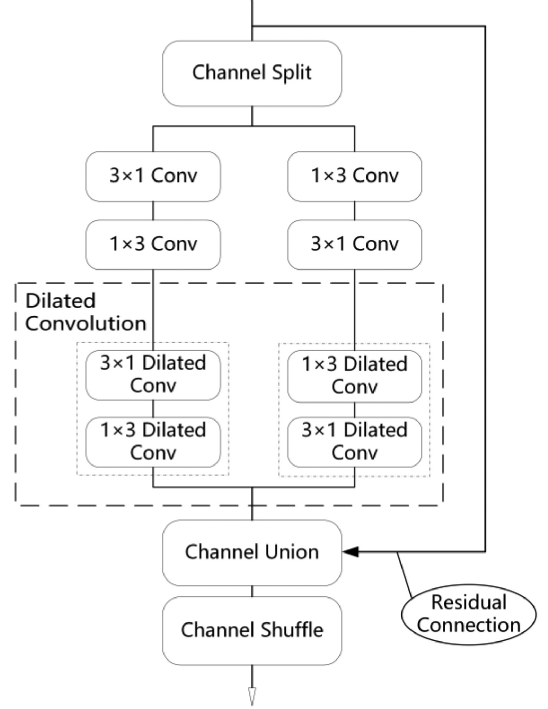 Channel Split
3×1 Conv
1×3 Conv
1×3 Conv
3×1 Conv
Dilated
Convolution
3×1 Dilated
Conv
1×3 Dilated
Conv
1×3 Dilated
Conv
3×1 Dilated
Conv
Channel Union
Residual
Connection
Channel Shuffle